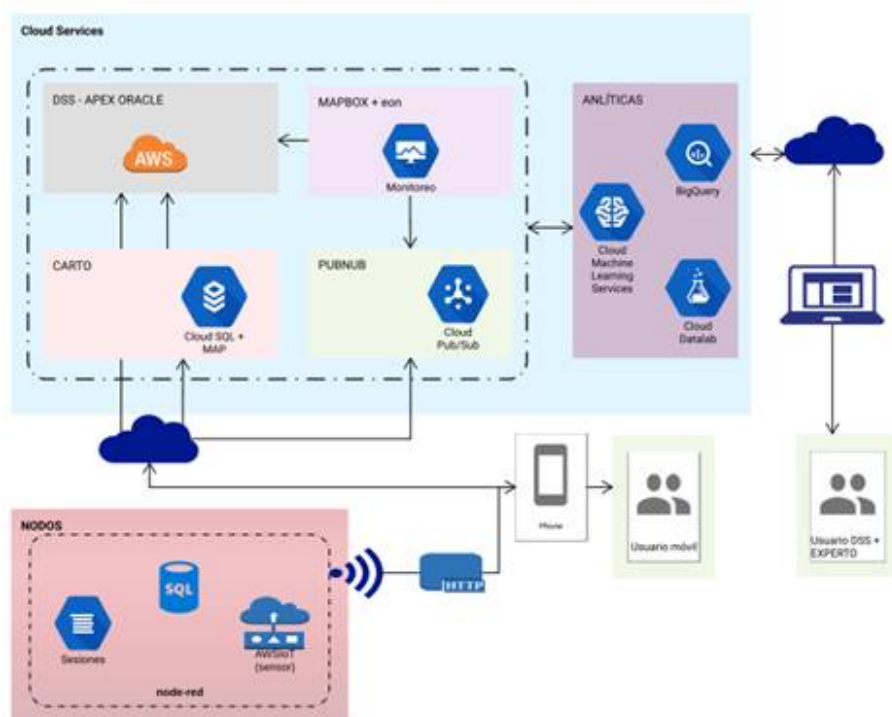 Cloud Services
DSS - APEX ORACLE
AWS
MAPBOX + eon
Monitoreo
ANLÍTICAS
BigQuery
Cloud
Machine
Learning
Services
Cloud
Datalab
CARTO
Cloud SQL +
MAP
PUBNUB
Cloud
Pub/Sub
Phone
Usuario móvil
Usuario DSS +
EXPERTO
NODOS
SQL
HTTP
Sesiones
AWSIoT
(sensor)
node-red